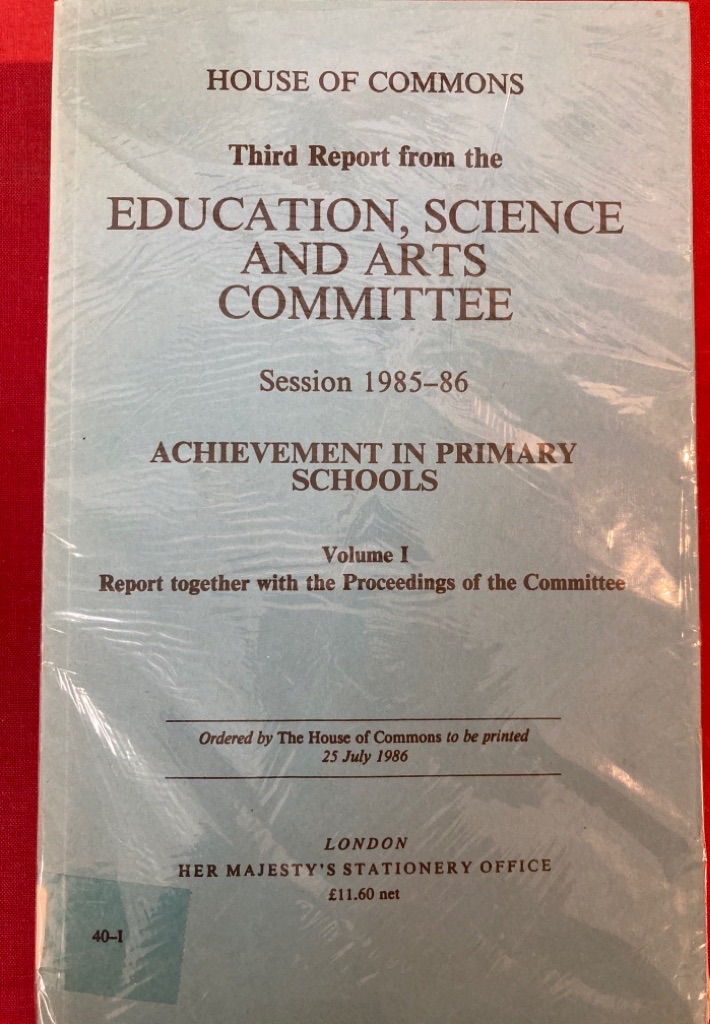 HOUSE OF COMMONS
Third Report from the
EDUCATION, SCIENCE
AND ARTS
COMMITTEE
Session 1985–86
ACHIEVEMENT IN PRIMARY
SCHOOLS
Volume I
Report together with the Proceedings of the Committee
Ordered by The House of Commons to be printed
25 July 1986
LONDON
HER MAJESTY'S STATIONERY OFFICE
£11.60 net
40–I